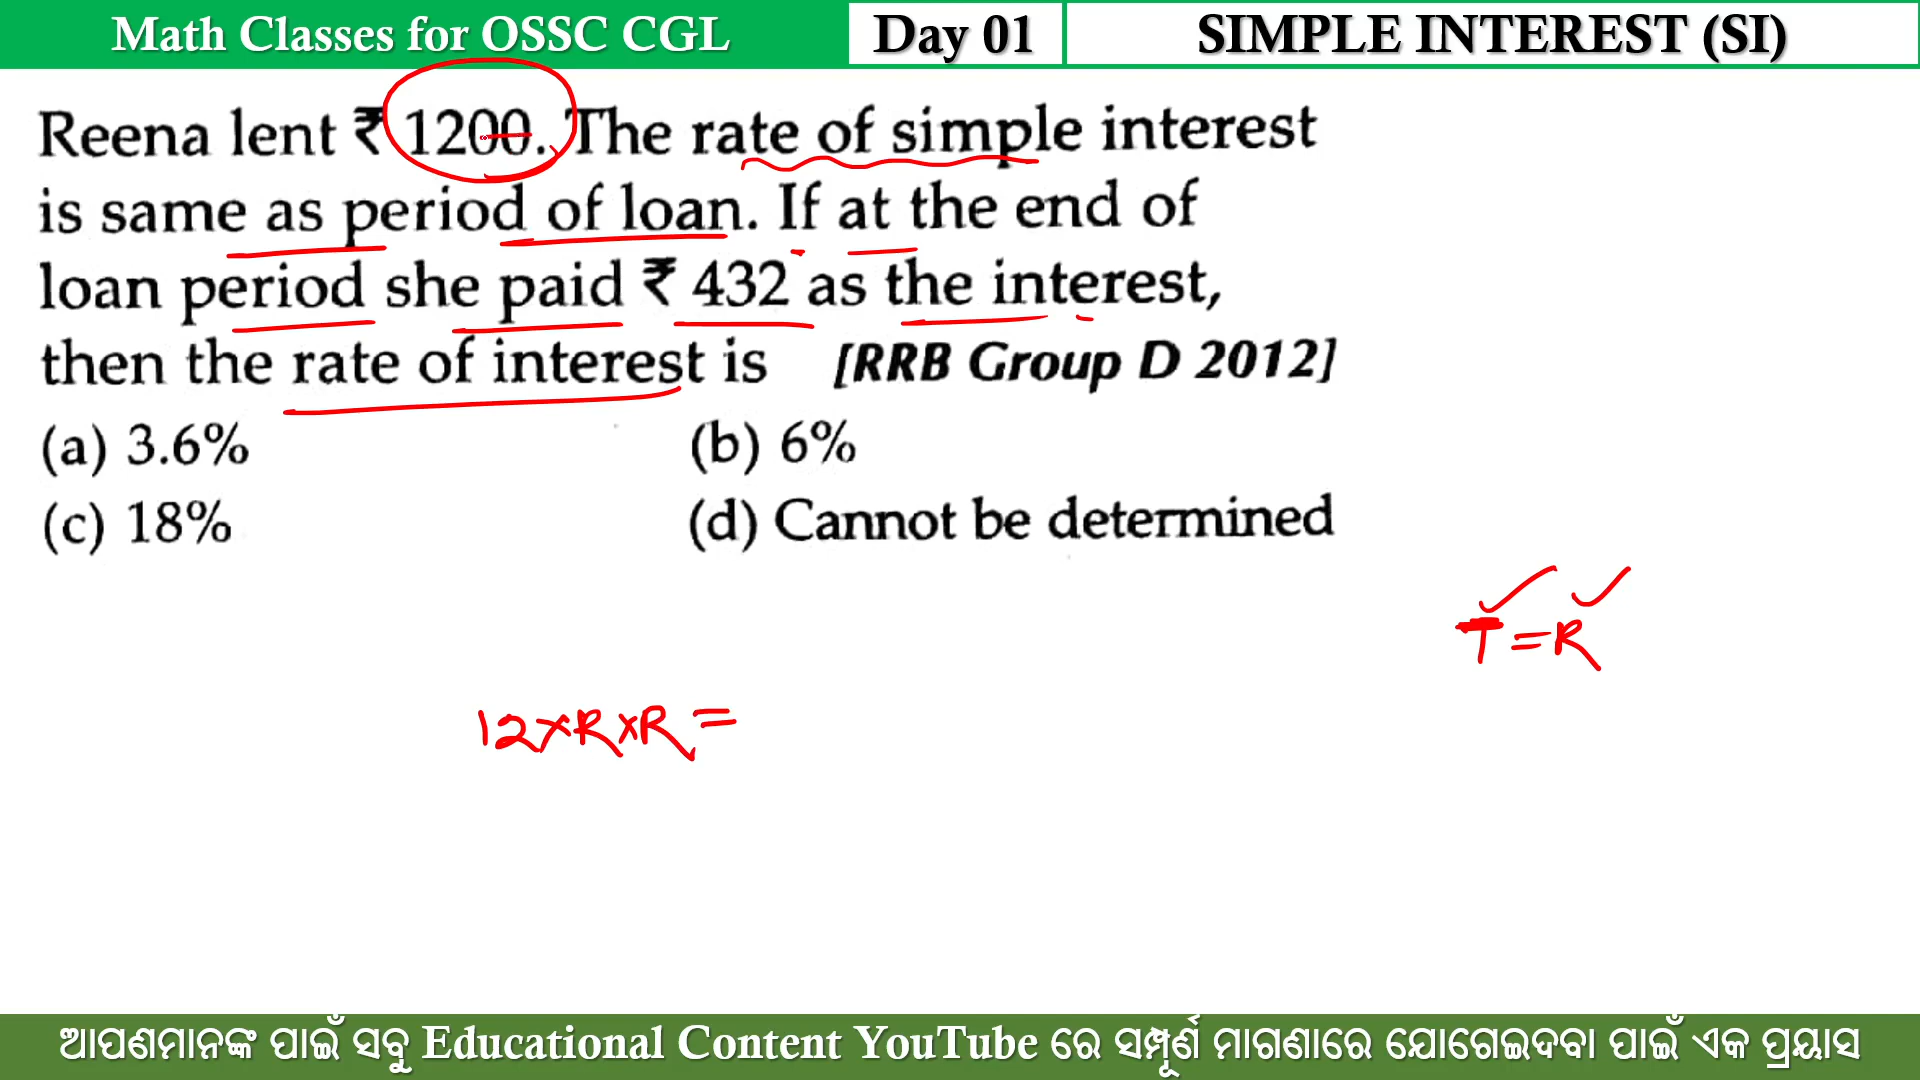 Math Classes for OSSC CGL
Day 01
SIMPLE INTEREST (SI)
Reena lent ₹ 1200. The rate of simple interest
is same as period of loan. If at the end of
loan period she paid ₹ 432 as the interest,
then the rate of interest is [RRB Group D 2012]
(a) 3.6% (b) 6%
(c) 18% (d) Cannot be determined
T = R
12 × R × R =
ଆପଣମାନଙ୍କ ପାଇଁ ସବୁ Educational Content YouTube ରେ ସମ୍ପୂର୍ଣ ମାଗଣାରେ ଯୋଗେଇଦବା ପାଇଁ ଏକ ପ୍ରୟାସ